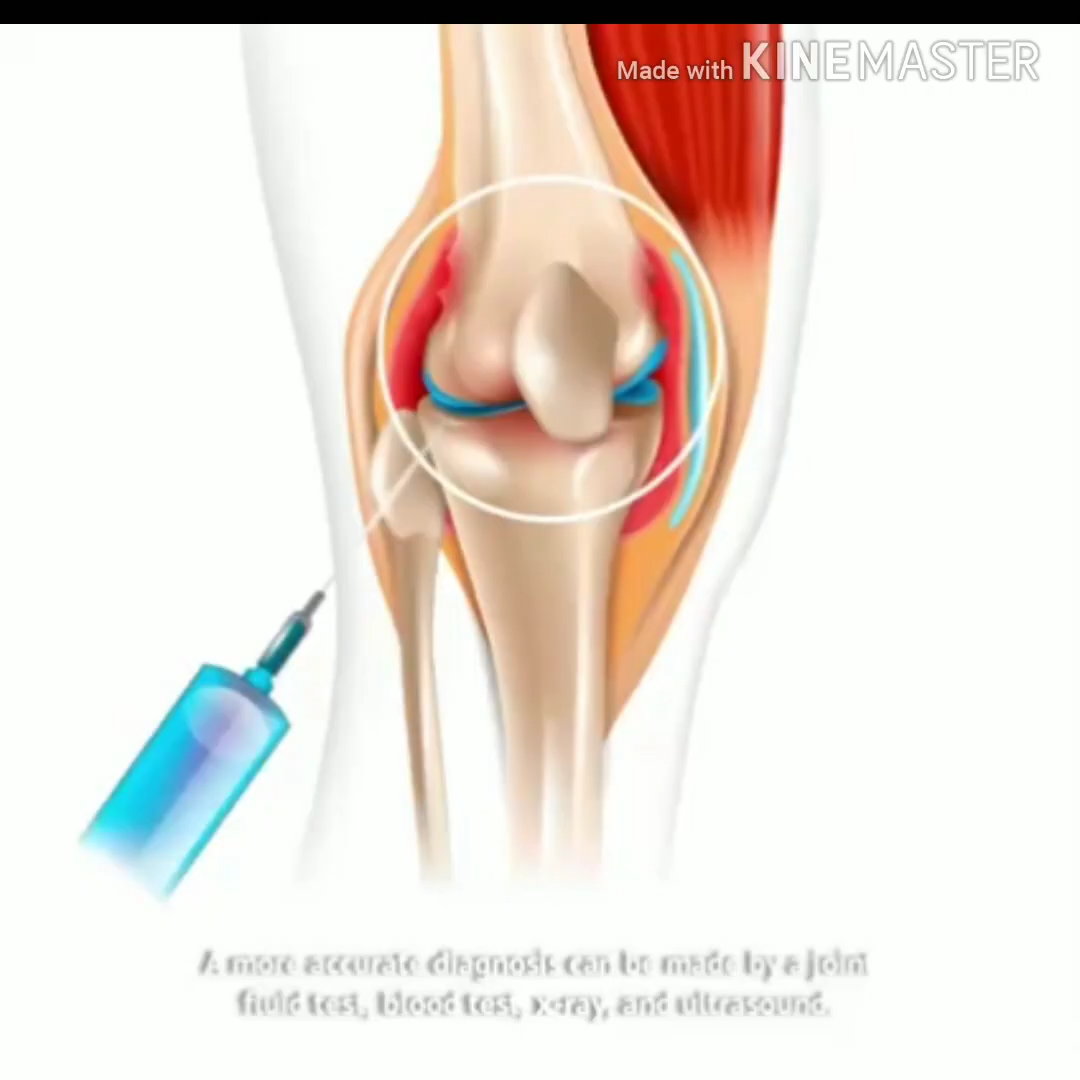 Made with KINEMASTER
A more accurate diagnosis can be made by a joint
fluid test, blood test, x-ray, and ultrasound.